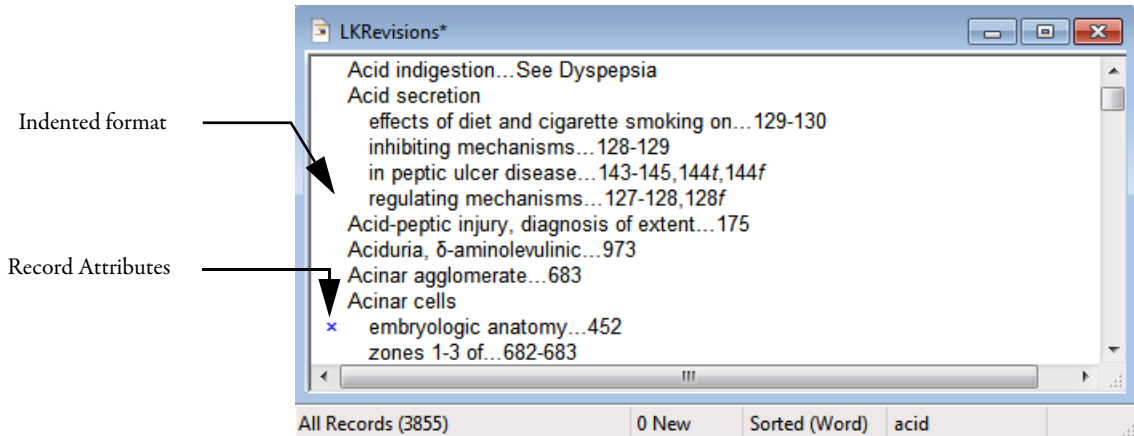 LKRevisions*
Acid indigestion...See Dyspepsia
Acid secretion
effects of diet and cigarette smoking on...129-130
Indented format
inhibiting mechanisms...128-129
in peptic ulcer disease...143-145,144t,144f
regulating mechanisms...127-128,128f
Acid-peptic injury, diagnosis of extent...175
Aciduria, δ-aminolevulinic...973
Record Attributes
Acinar agglomerate...683
Acinar cells
embryologic anatomy...452
zones 1-3 of...682-683
All Records (3855) 0 New Sorted (Word) acid